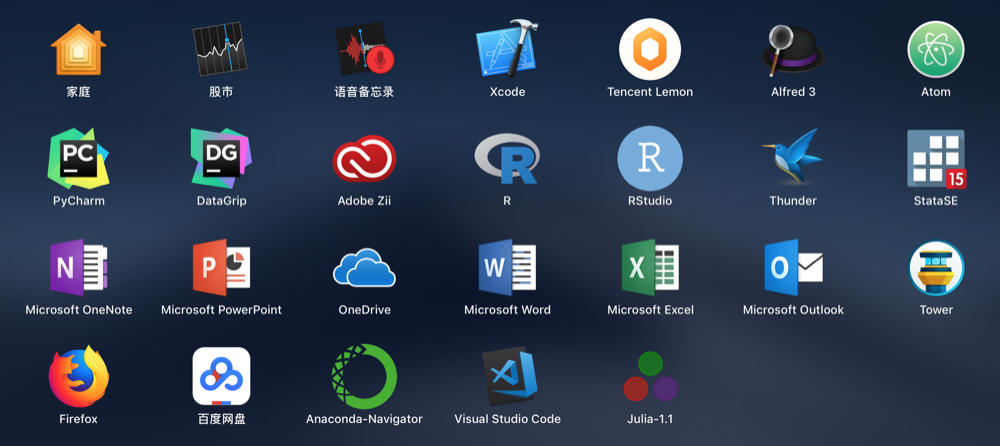 家庭
股市
语音备忘录
Xcode
Tencent Lemon
Alfred 3
Atom
PC
DG
R
R
15
PyCharm
DataGrip
Adobe Zii
R
RStudio
Thunder
StataSE
N
P
W
X
O
Microsoft OneNote
Microsoft PowerPoint
OneDrive
Microsoft Word
Microsoft Excel
Microsoft Outlook
Tower
Firefox
百度网盘
Anaconda-Navigator
Visual Studio Code
Julia-1.1